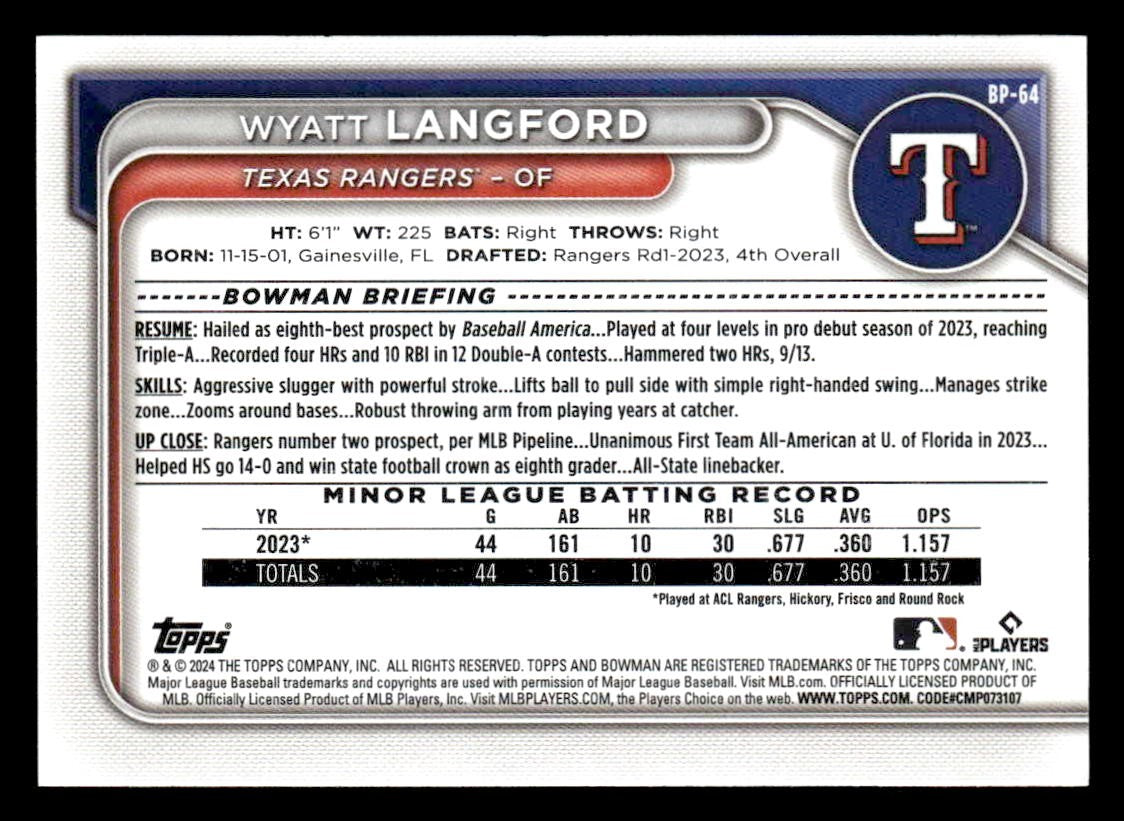 BP-64
WYATT LANGFORD
TEXAS RANGERS® - OF
T™
HT: 6'1" WT: 225 BATS: Right THROWS: Right
BORN: 11-15-01, Gainesville, FL DRAFTED: Rangers Rd1-2023, 4th Overall
BOWMAN BRIEFING
RESUME: Hailed as eighth-best prospect by Baseball America...Played at four levels in pro debut season of 2023, reaching
Triple-A...Recorded four HRs and 10 RBI in 12 Double-A contests...Hammered two HRs, 9/13.
SKILLS: Aggressive slugger with powerful stroke...Lifts ball to pull side with simple right-handed swing...Manages strike
zone...Zooms around bases...Robust throwing arm from playing years at catcher.
UP CLOSE: Rangers number two prospect, per MLB Pipeline...Unanimous First Team All-American at U. of Florida in 2023...
Helped HS go 14-0 and win state football crown as eighth grader...All-State linebacker.
MINOR LEAGUE BATTING RECORD
YR G AB HR RBI SLG AVG OPS
2023* 44 161 10 30 .677 .360 1.157
TOTALS 44 161 10 30 .677 .360 1.157
*Played at ACL Rangers, Hickory, Frisco and Round Rock
Topps®
MLB PLAYERS
® & © 2024 THE TOPPS COMPANY, INC. ALL RIGHTS RESERVED. TOPPS AND BOWMAN ARE REGISTERED TRADEMARKS OF THE TOPPS COMPANY, INC.
Major League Baseball trademarks and copyrights are used with permission of Major League Baseball. Visit MLB.com. OFFICIALLY LICENSED PRODUCT OF
MLB. Officially Licensed Product of MLB Players, Inc. Visit MLBPLAYERS.COM, the Players Choice on the web. WWW.TOPPS.COM. CODE#CMP073107